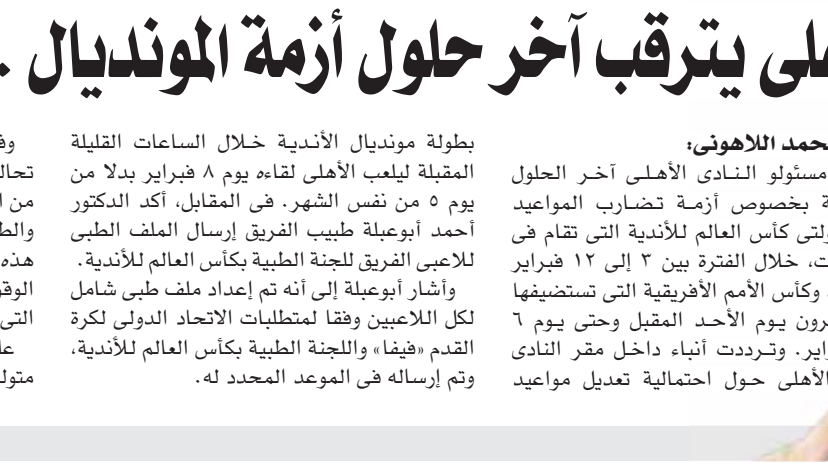 لى يترقب آخر حلول أزمة المونديال .
حمد اللاهونى:
مسئولو النادى الأهلى آخر الحلول
ة بخصوص أزمة تضارب المواعيد
ولتى كأس العالم للأندية التى تقام فى
ت، خلال الفترة بين ٣ إلى ١٢ فبراير
وكأس الأمم الأفريقية التى تستضيفها
رون يوم الأحد المقبل وحتى يوم ٦
راير. وترددت أنباء داخل مقر النادى
الأهلى حول احتمالية تعديل مواعيد
بطولة مونديال الأندية خلال الساعات القليلة
المقبلة ليلعب الأهلى لقاءه يوم ٨ فبراير بدلا من
يوم ٥ من نفس الشهر. فى المقابل، أكد الدكتور
أحمد أبوعبلة طبيب الفريق إرسال الملف الطبى
للاعبى الفريق للجنة الطبية بكأس العالم للأندية.
وأشار أبوعبلة إلى أنه تم إعداد ملف طبى شامل
لكل اللاعبين وفقا لمتطلبات الاتحاد الدولى لكرة
القدم «فيفا» واللجنة الطبية بكأس العالم للأندية،
وتم إرساله فى الموعد المحدد له.
وف
تحال
من ا
والط
هذه
الوقو
التى
عل
متول